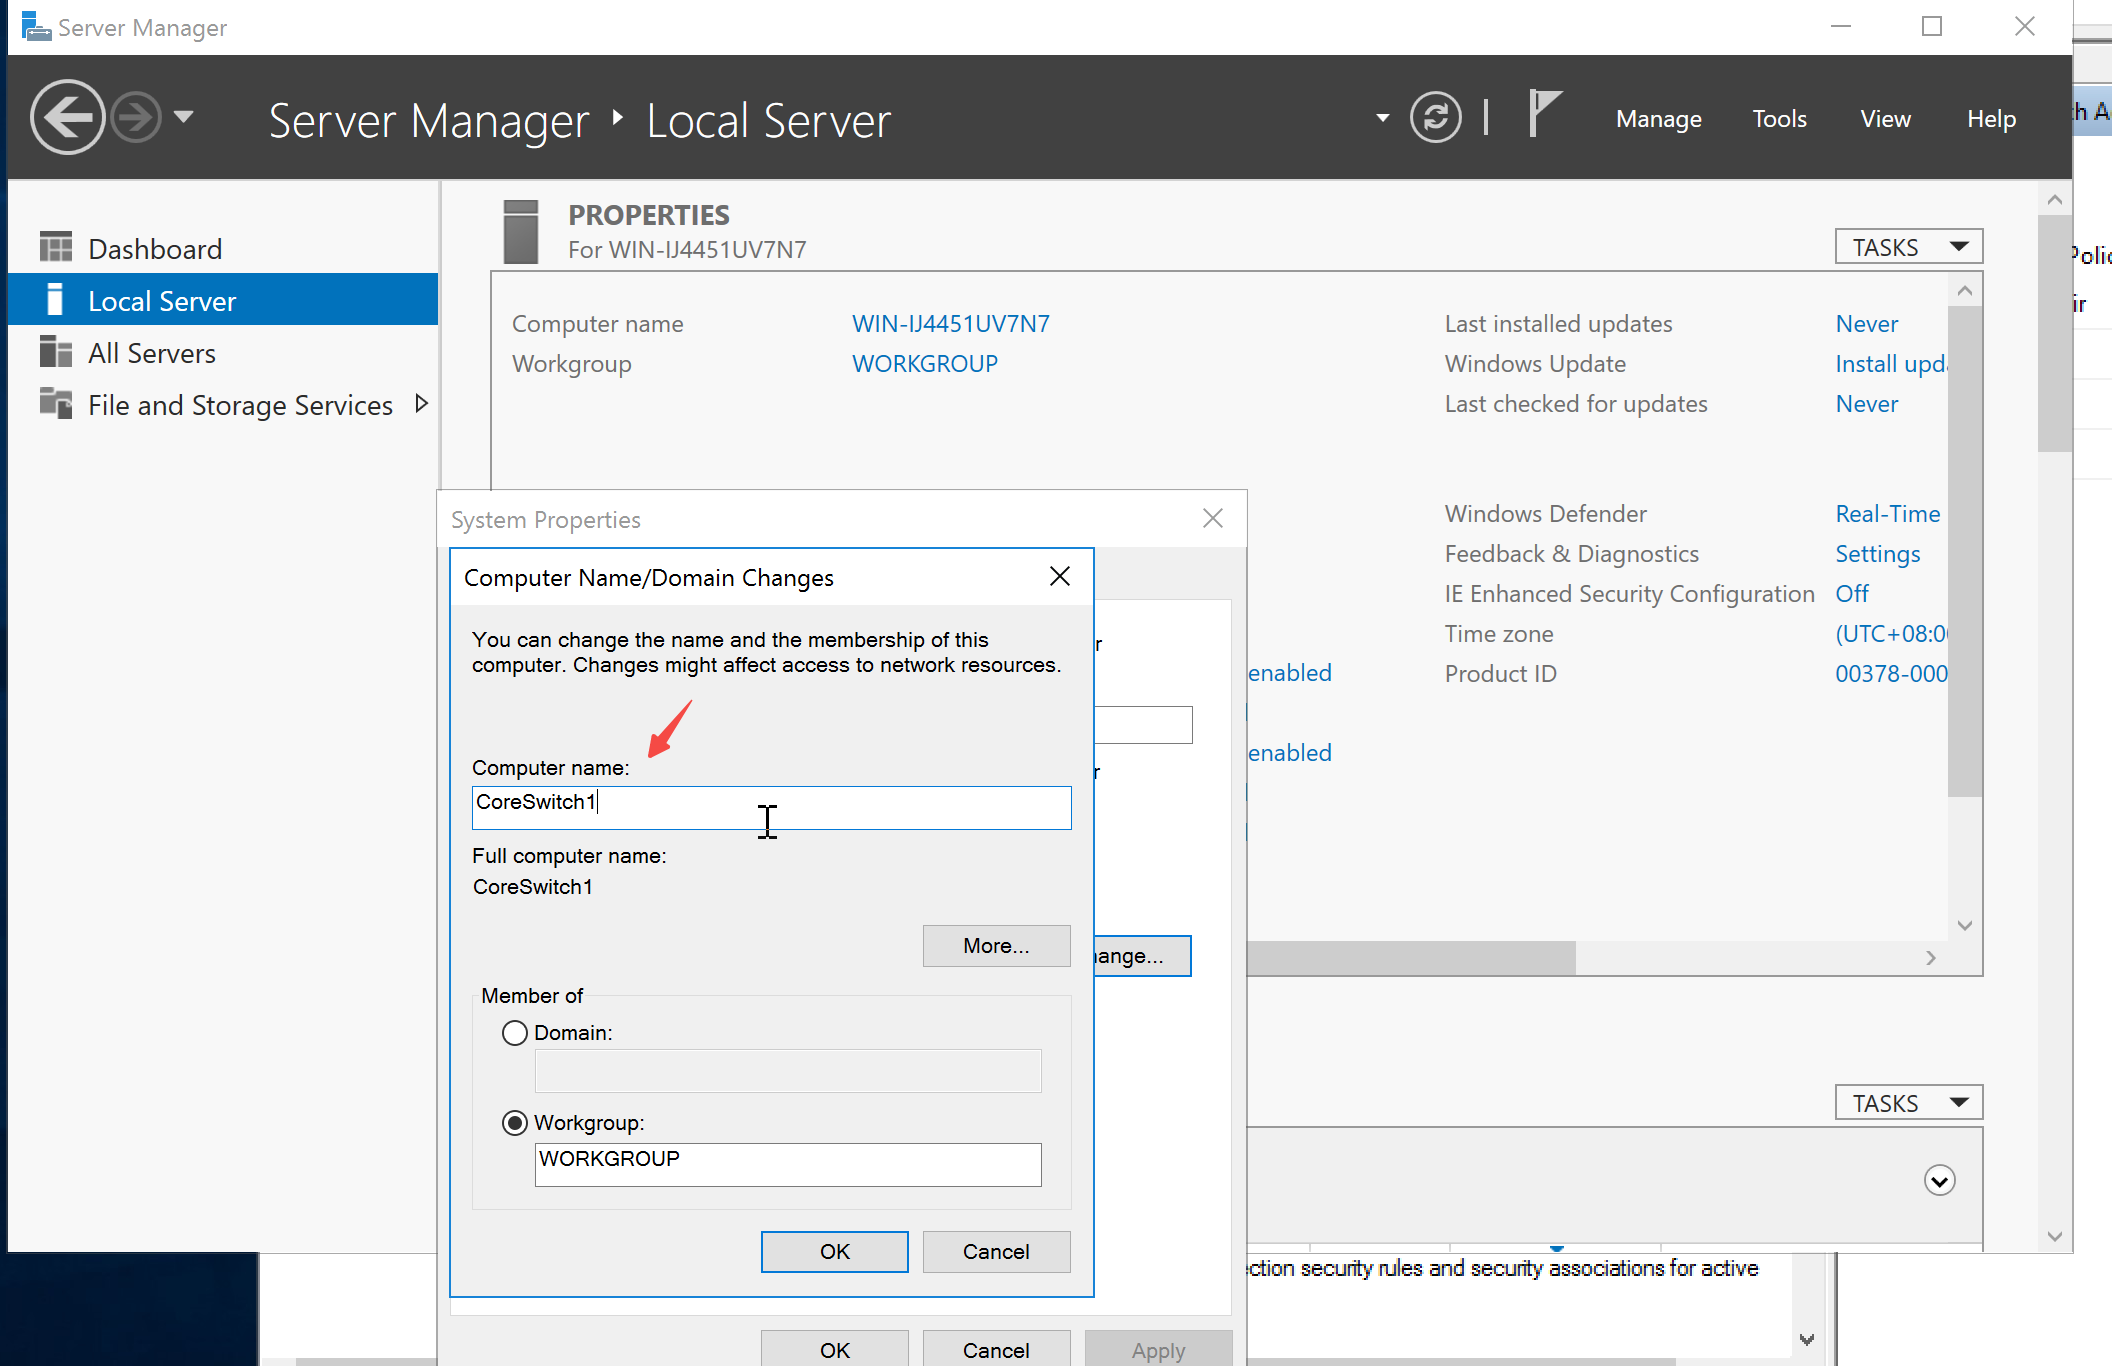 Server Manager
Server Manager ‣ Local Server
Manage Tools View Help
Dashboard
Local Server
All Servers
File and Storage Services
PROPERTIES
For WIN-IJ4451UV7N7
TASKS
Computer name WIN-IJ4451UV7N7
Workgroup WORKGROUP
Last installed updates Never
Windows Update Install upd
Last checked for updates Never
Windows Defender Real-Time
Feedback & Diagnostics Settings
IE Enhanced Security Configuration Off
Time zone (UTC+08:0
Product ID 00378-000
enabled
enabled
System Properties
Computer Name/Domain Changes
You can change the name and the membership of this
computer. Changes might affect access to network resources.
Computer name:
CoreSwitch1
Full computer name:
CoreSwitch1
More...
ange...
Member of
Domain:
Workgroup:
WORKGROUP
OK Cancel
OK Cancel Apply
TASKS
ction security rules and security associations for active